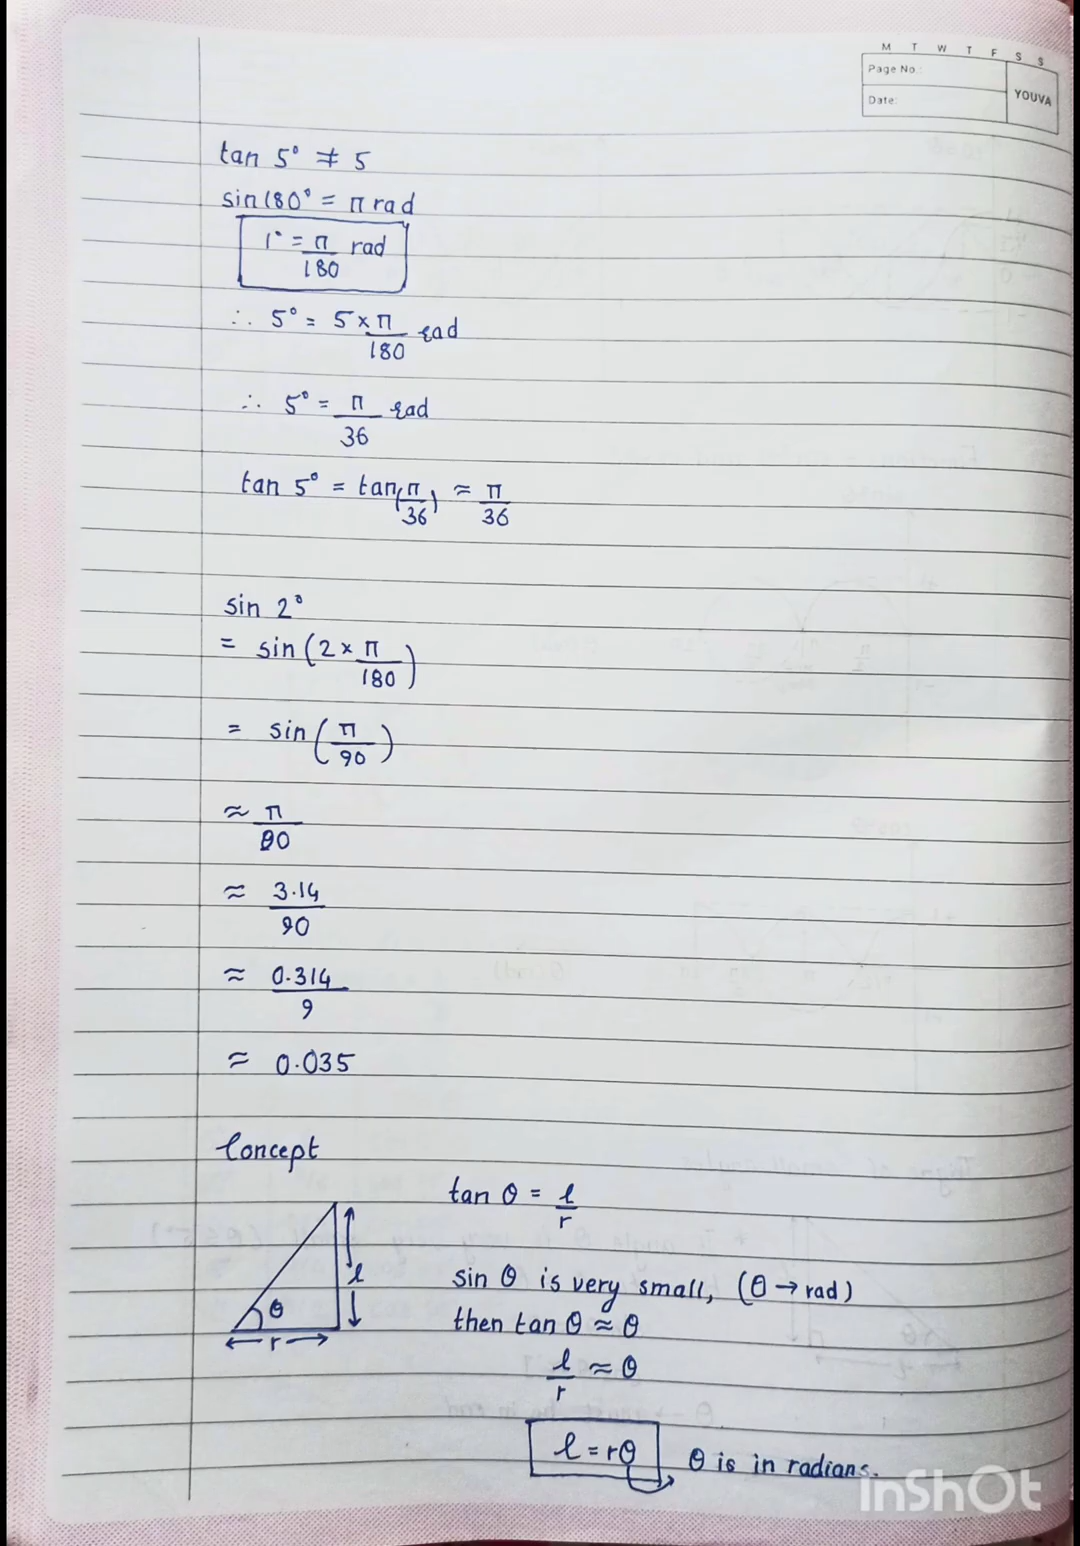 M T W T F S S
Page No.:
YOUVA
Date:
tan 5° ≠ 5
sin 180° = π rad
1° = π/180 rad
∴ 5° = 5 × π/180 rad
∴ 5° = π/36 rad
tan 5° = tan(π/36) ≈ π/36
sin 2°
= sin (2 × π/180)
= sin (π/90)
≈ π/90
≈ 3.14/90
≈ 0.314/9
≈ 0.035
Concept
tan θ = l/r
l
θ
r
sin θ is very small, (θ → rad)
then tan θ ≈ θ
l/r ≈ θ
l = rθ θ is in radians.
InShOt